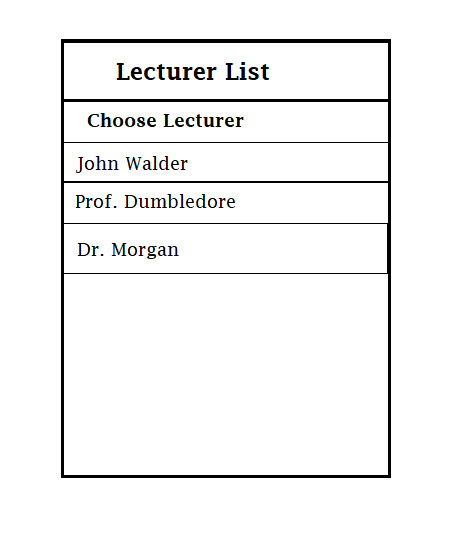 Lecturer List
Choose Lecturer
John Walder
Prof. Dumbledore
Dr. Morgan